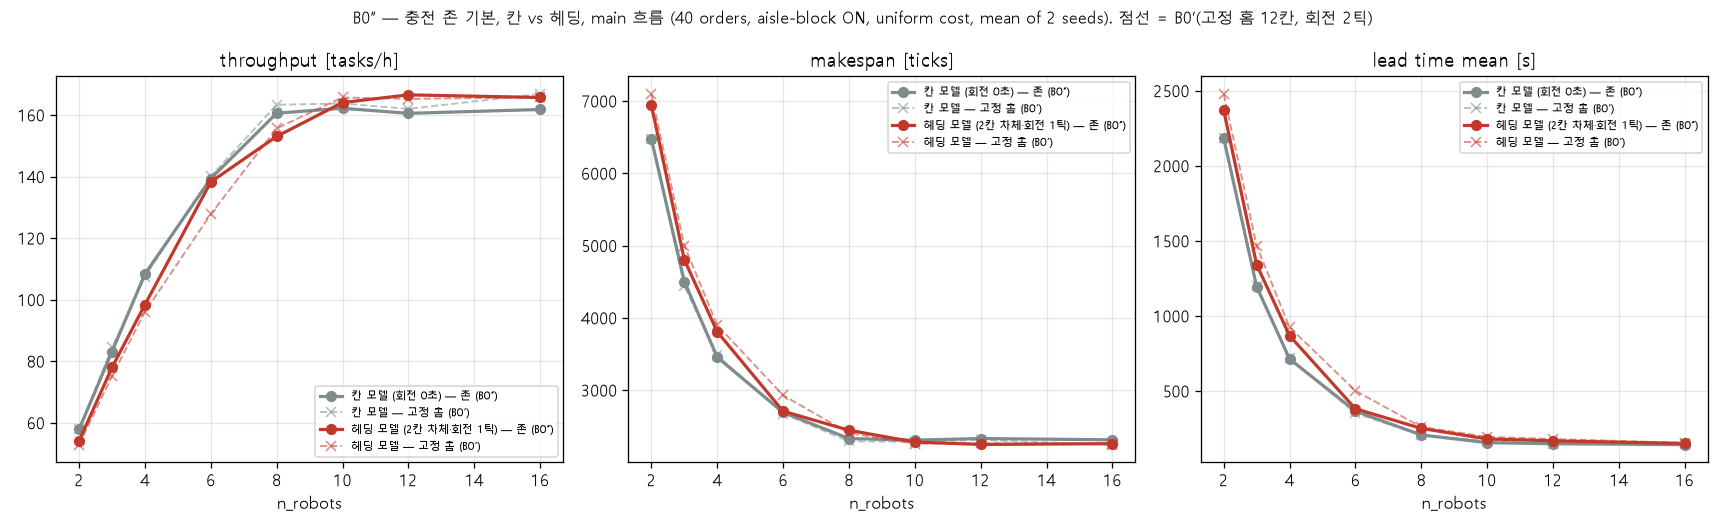 B0″ — 충전 존 기본, 칸 vs 헤딩, main 흐름 (40 orders, aisle-block ON, uniform cost, mean of 2 seeds). 점선 = B0′(고정 홈 12칸, 회전 2틱)
throughput [tasks/h]
160
140
120
100
80
60
2 4 6 8 10 12 14 16
n_robots
칸 모델 (회전 0초) — 존 (B0″)
칸 모델 — 고정 홈 (B0′)
헤딩 모델 (2칸 차체·회전 1틱) — 존 (B0″)
헤딩 모델 — 고정 홈 (B0′)
makespan [ticks]
7000
6000
5000
4000
3000
2 4 6 8 10 12 14 16
n_robots
칸 모델 (회전 0초) — 존 (B0″)
칸 모델 — 고정 홈 (B0′)
헤딩 모델 (2칸 차체·회전 1틱) — 존 (B0″)
헤딩 모델 — 고정 홈 (B0′)
lead time mean [s]
2500
2000
1500
1000
500
2 4 6 8 10 12 14 16
n_robots
칸 모델 (회전 0초) — 존 (B0″)
칸 모델 — 고정 홈 (B0′)
헤딩 모델 (2칸 차체·회전 1틱) — 존 (B0″)
헤딩 모델 — 고정 홈 (B0′)